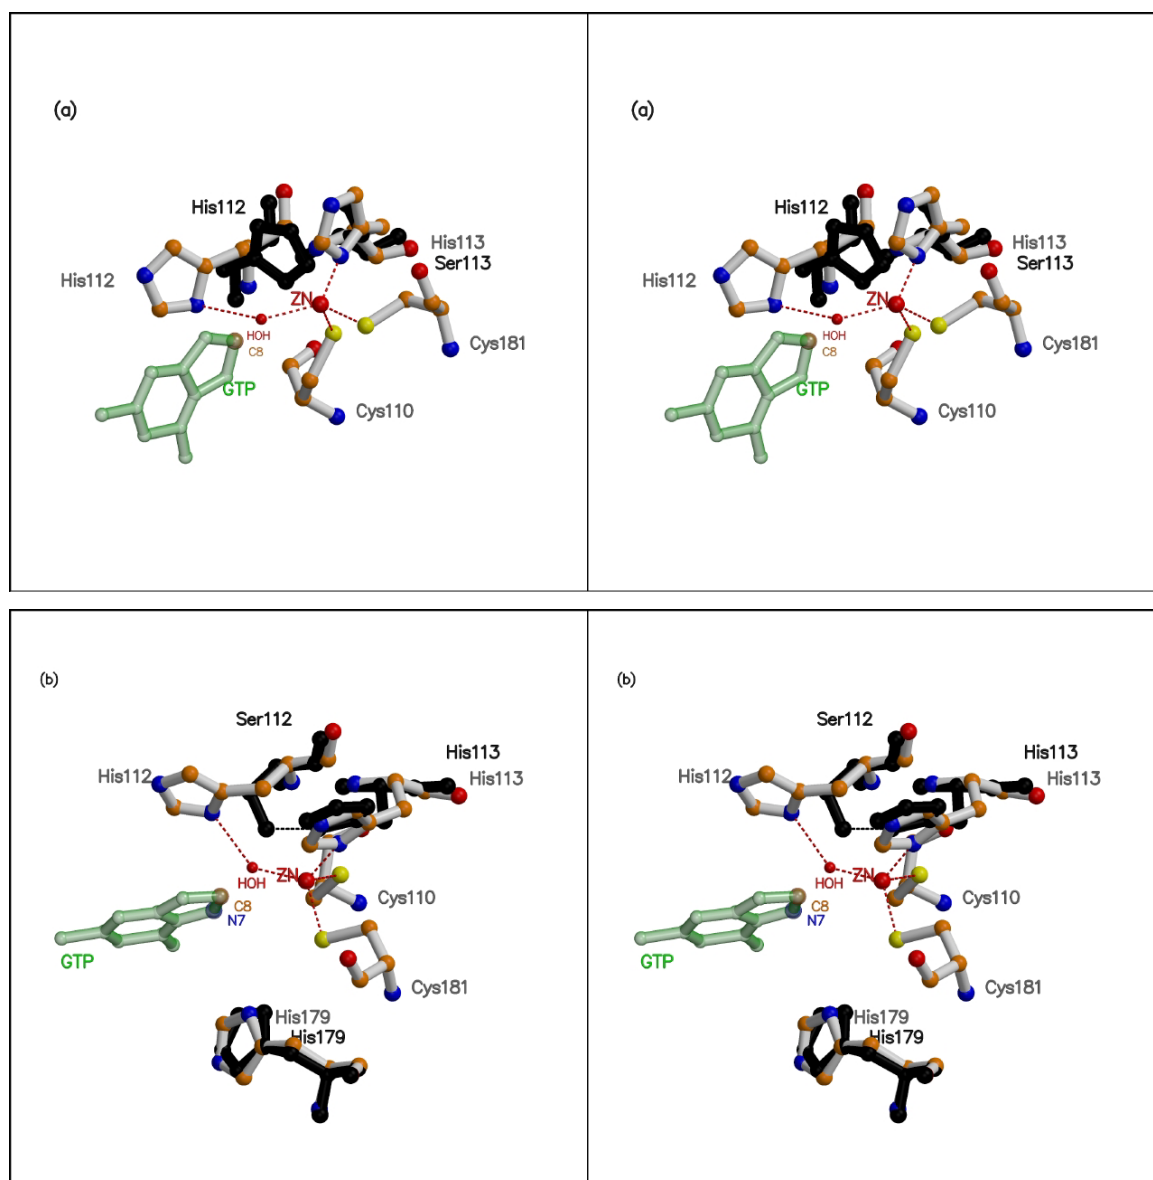 (a)
His112
His113
Ser113
His112
ZN
HOH
C8
Cys181
GTP
Cys110
(a)
His112
His113
Ser113
His112
ZN
HOH
C8
Cys181
GTP
Cys110
(b)
Ser112
His113
His112
His113
ZN
HOH
Cys110
C8
N7
GTP
Cys181
His179
His179
(b)
Ser112
His113
His112
His113
ZN
HOH
Cys110
C8
N7
GTP
Cys181
His179
His179